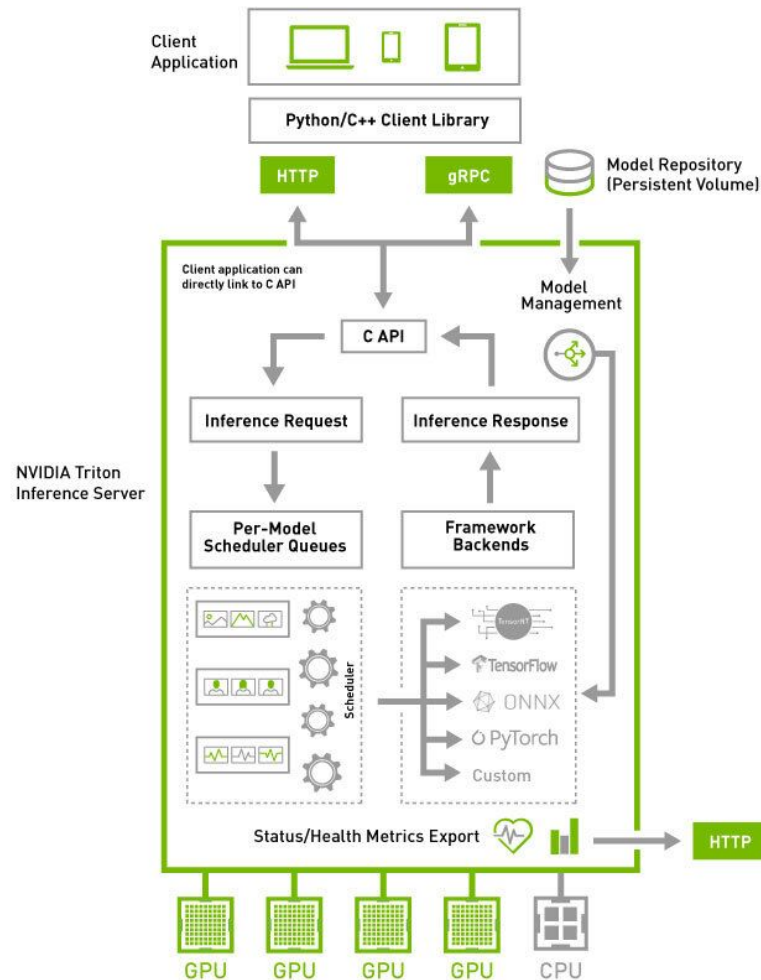 Client
Application
Python/C++ Client Library
HTTP
gRPC
Model Repository
(Persistent Volume)
Client application can
directly link to C API
Model
Management
C API
Inference Request
Inference Response
NVIDIA Triton
Inference Server
Per-Model
Scheduler Queues
Framework
Backends
Scheduler
TensorRT
TensorFlow
ONNX
PyTorch
Custom
Status/Health Metrics Export
HTTP
GPU
GPU
GPU
GPU
CPU